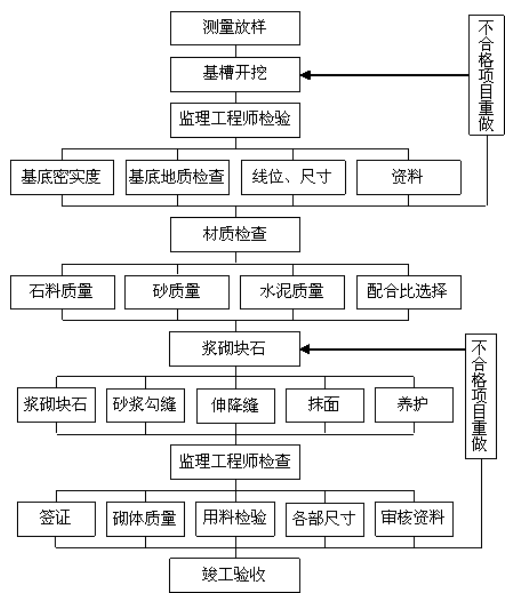 测量放样
基槽开挖
监理工程师检验
基底密实度
基底地质检查
线位、尺寸
资料
不合格项目重做
材质检查
石料质量
砂质量
水泥质量
配合比选择
浆砌块石
浆砌块石
砂浆勾缝
伸降缝
抹面
养护
不合格项目重做
监理工程师检查
签证
砌体质量
用料检验
各部尺寸
审核资料
竣工验收